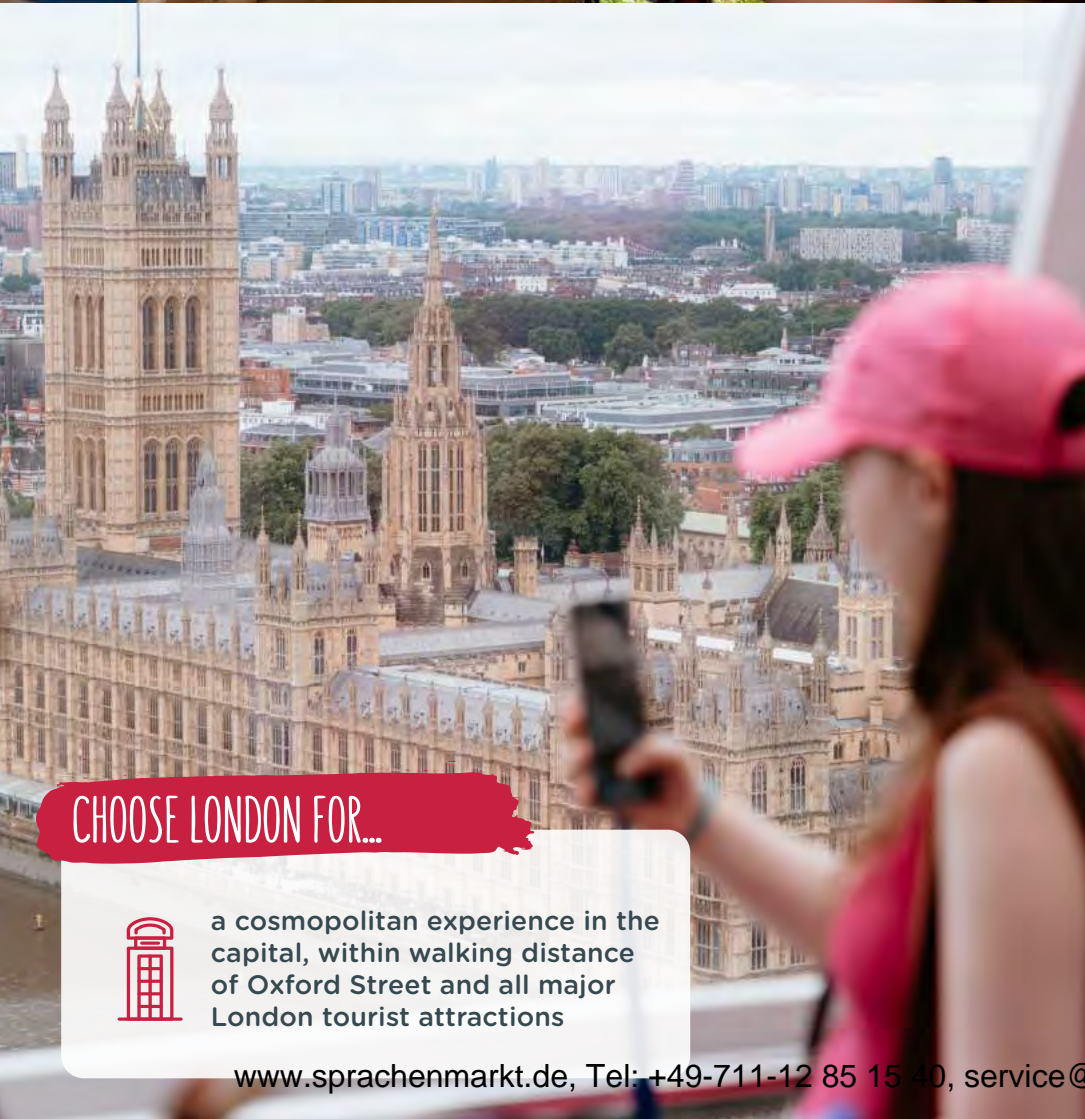 CHOOSE LONDON FOR...
a cosmopolitan experience in the
capital, within walking distance
of Oxford Street and all major
London tourist attractions
www.sprachenmarkt.de, Tel: +49-711-12 85 15 40, service@